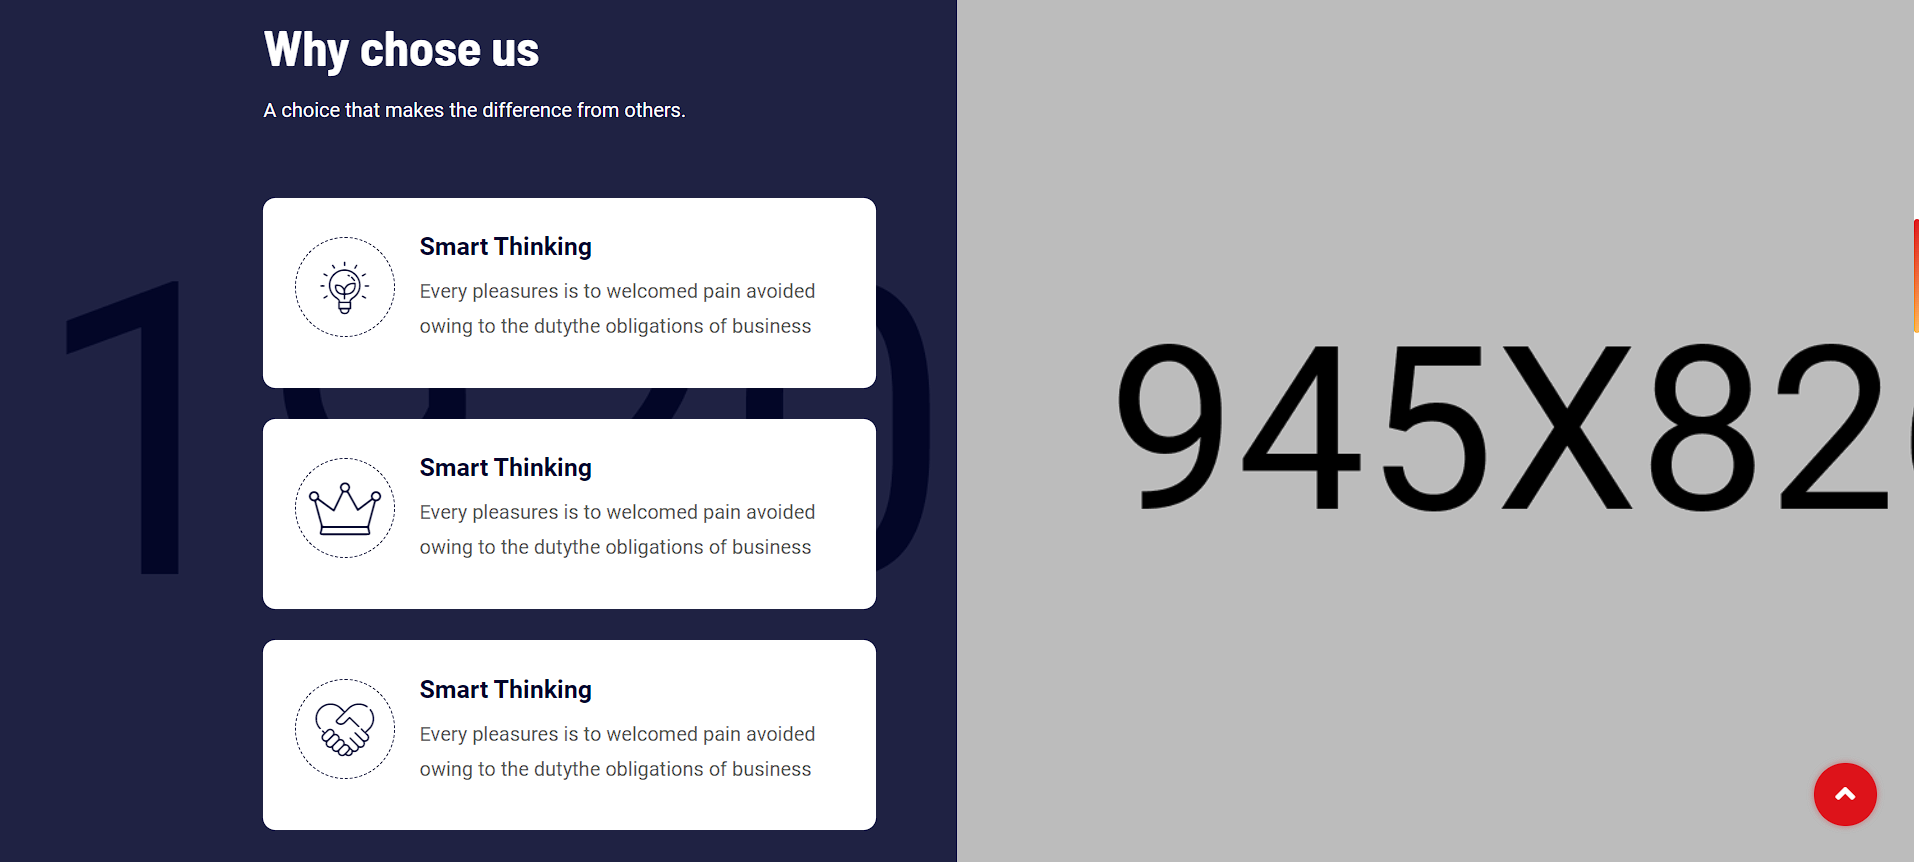 Why chose us
A choice that makes the difference from others.
Smart Thinking
Every pleasures is to welcomed pain avoided
owing to the dutythe obligations of business
Smart Thinking
Every pleasures is to welcomed pain avoided
owing to the dutythe obligations of business
Smart Thinking
Every pleasures is to welcomed pain avoided
owing to the dutythe obligations of business
945X82